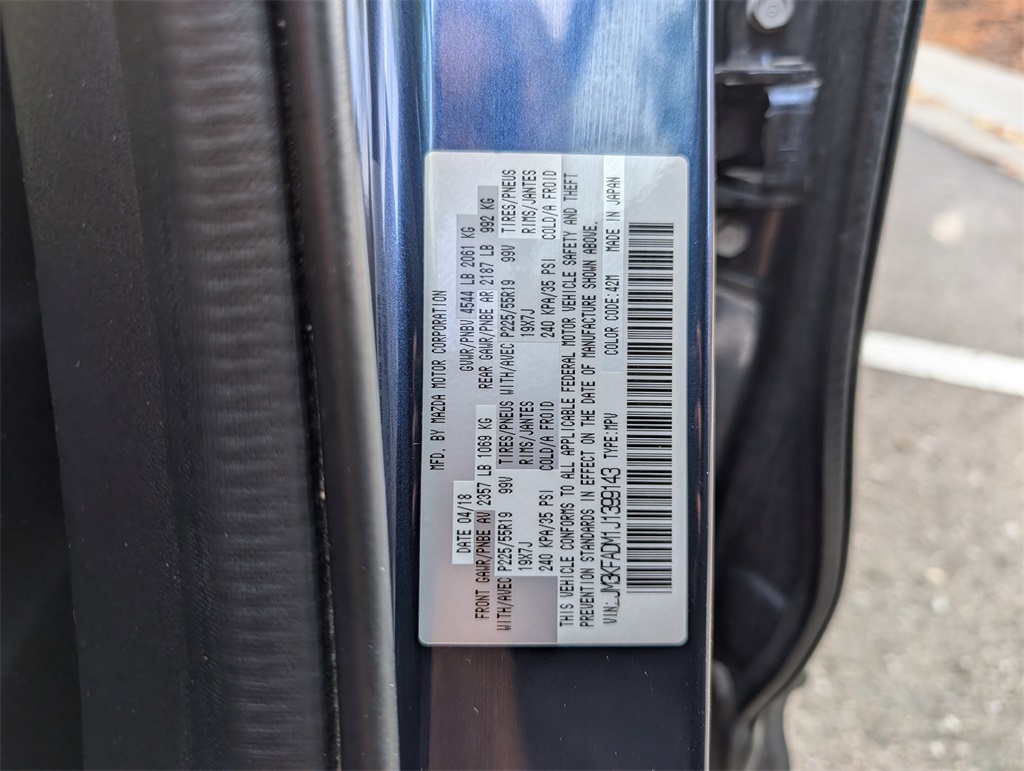 MFD. BY MAZDA MOTOR CORPORATION
DATE 04/18 GVWR/PNBV 4544 LB 2061 KG
FRONT GAWR/PNBE AV 2357 LB 1069 KG REAR GAWR/PNBE AR 2187 LB 992 KG
WITH/AVEC P225/55R19 99V TIRES/PNEUS WITH/AVEC P225/55R19 99V TIRES/PNEUS
19X7J RIMS/JANTES 19X7J RIMS/JANTES
240 KPA/35 PSI COLD/A FROID 240 KPA/35 PSI COLD/A FROID
THIS VEHICLE CONFORMS TO ALL APPLICABLE FEDERAL MOTOR VEHICLE SAFETY AND THEFT
PREVENTION STANDARDS IN EFFECT ON THE DATE OF MANUFACTURE SHOWN ABOVE.
VIN: JM3KFADM1J1399143 TYPE:MPV COLOR CODE:42M MADE IN JAPAN